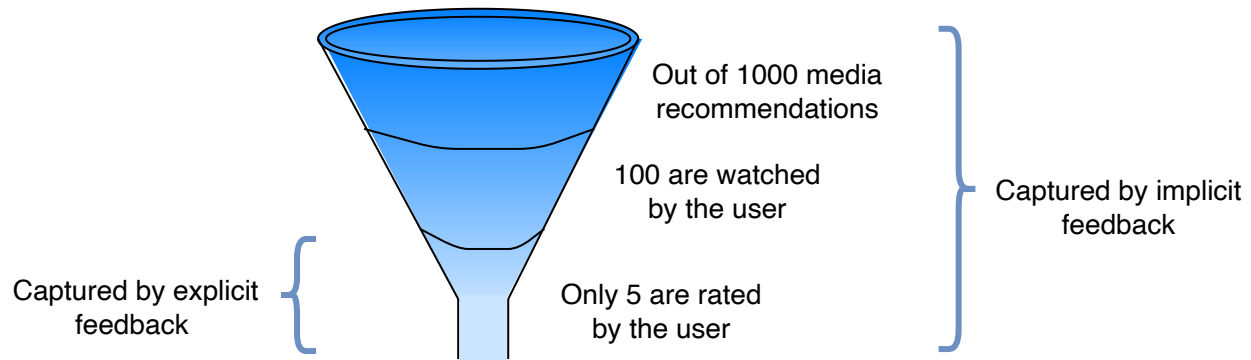 Out of 1000 media
recommendations
100 are watched
by the user
Captured by implicit
feedback
Captured by explicit
feedback
Only 5 are rated
by the user